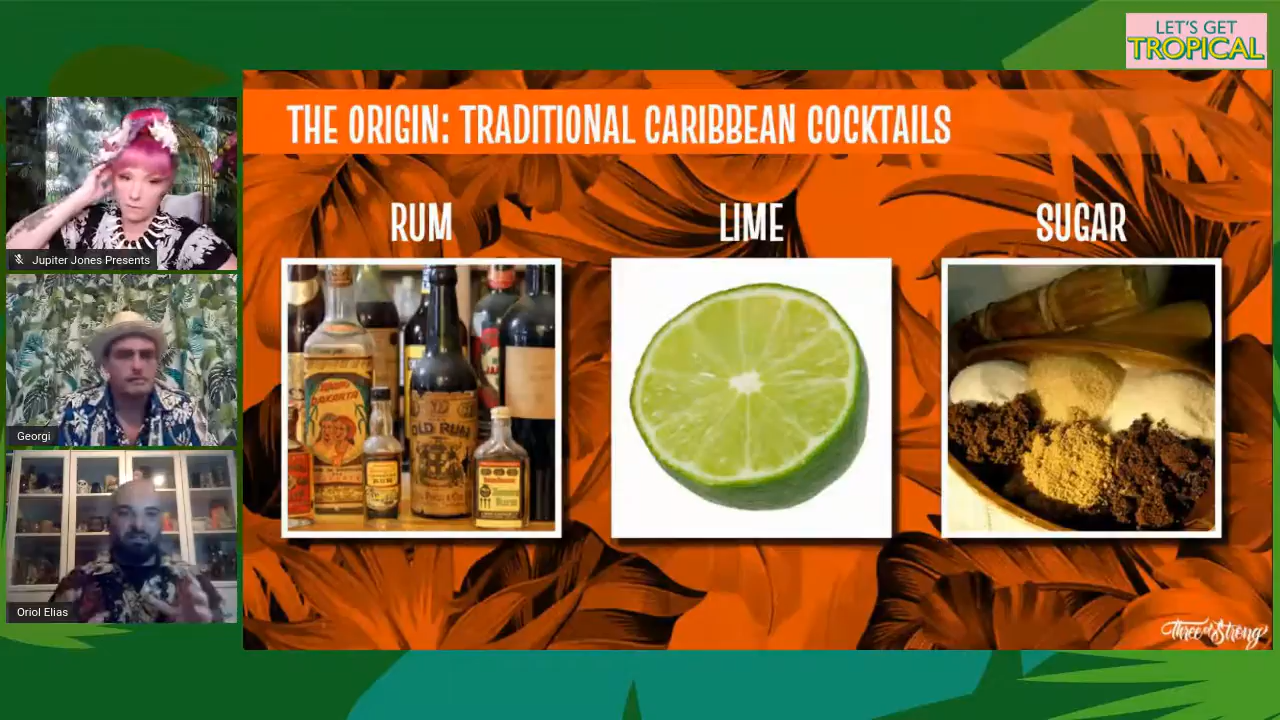 LET'S GET
TROPICAL
THE ORIGIN: TRADITIONAL CARIBBEAN COCKTAILS
RUM
LIME
SUGAR
OLD RUM
Jupiter Jones Presents
Georgi
Oriol Elias
Three of Strong